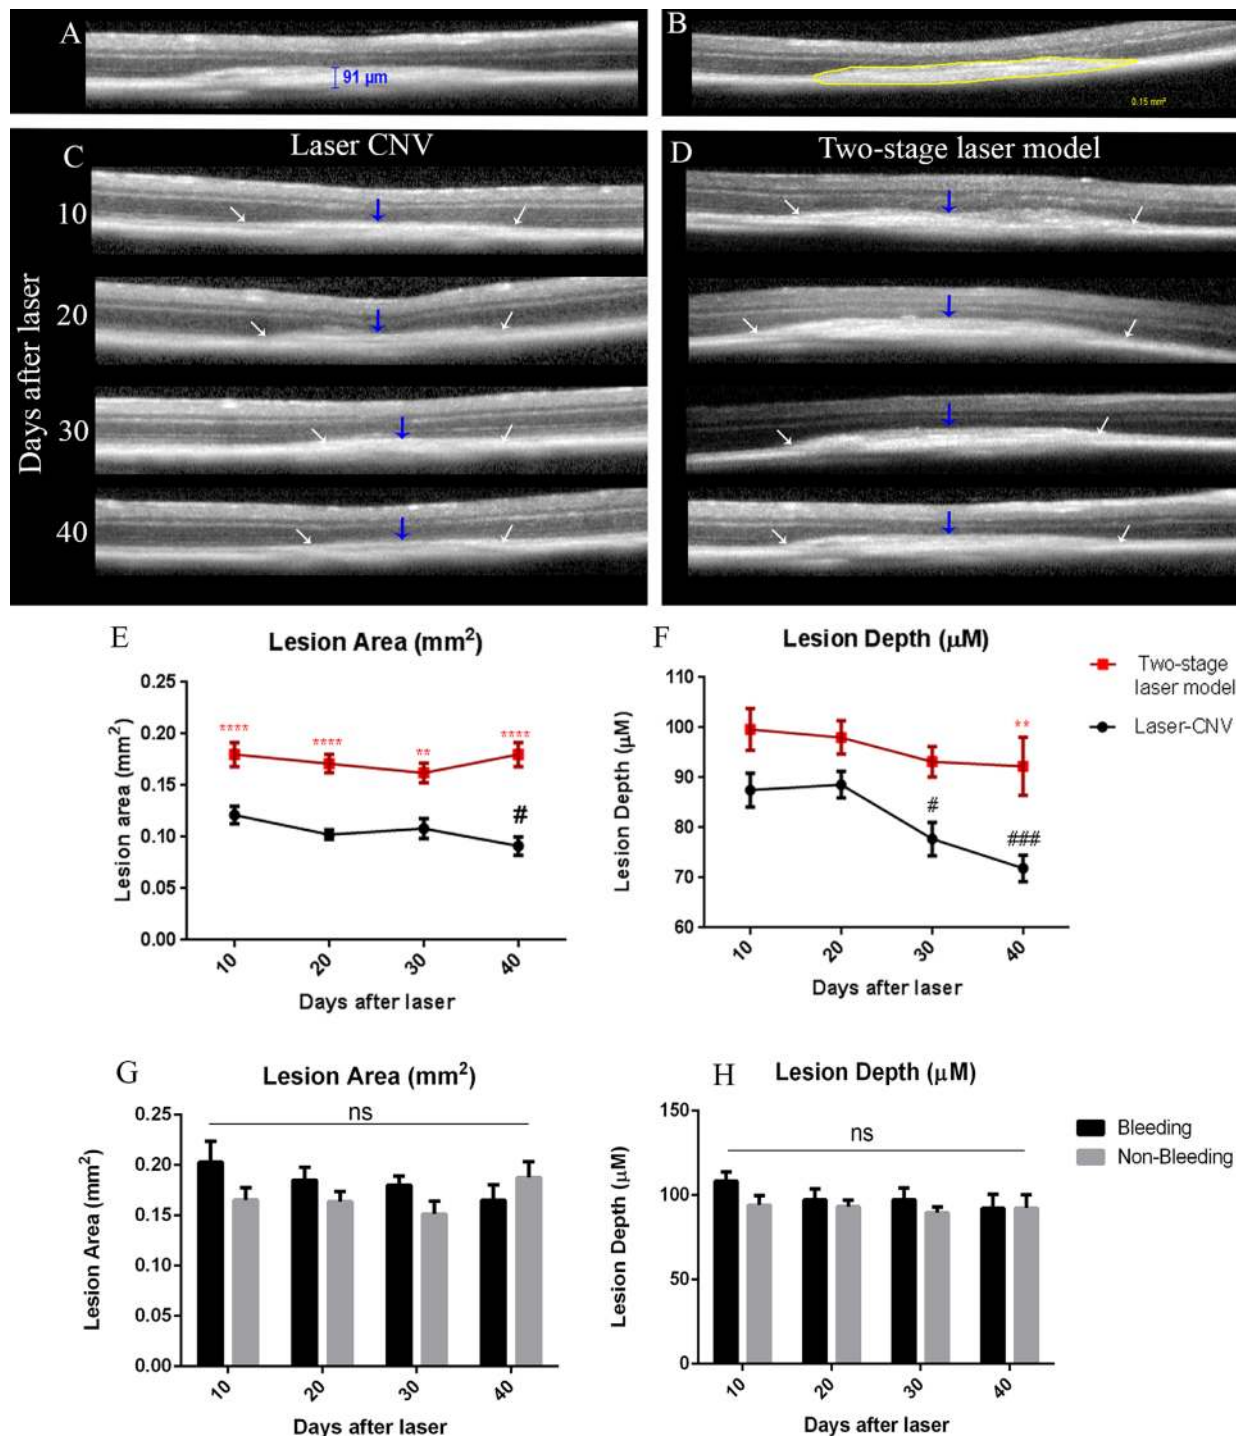 A
91 µm
B
0.15 mm²
C
Laser CNV
D
Two-stage laser model
Days after laser
10
20
30
40
E
Lesion Area (mm²)
Lesion area (mm²)
0.25
0.20
0.15
0.10
0.05
0.00
****
****
**
****
#
10
20
30
40
Days after laser
F
Lesion Depth (µM)
Lesion Depth (µM)
110
100
90
80
70
60
**
#
###
10
20
30
40
Days after laser
Two-stage
laser model
Laser-CNV
G
Lesion Area (mm²)
Lesion Area (mm²)
0.25
0.20
0.15
0.10
0.05
0.00
ns
10
20
30
40
Days after laser
H
Lesion Depth (µM)
Lesion Depth (µM)
150
100
50
0
ns
10
20
30
40
Days after laser
Bleeding
Non-Bleeding